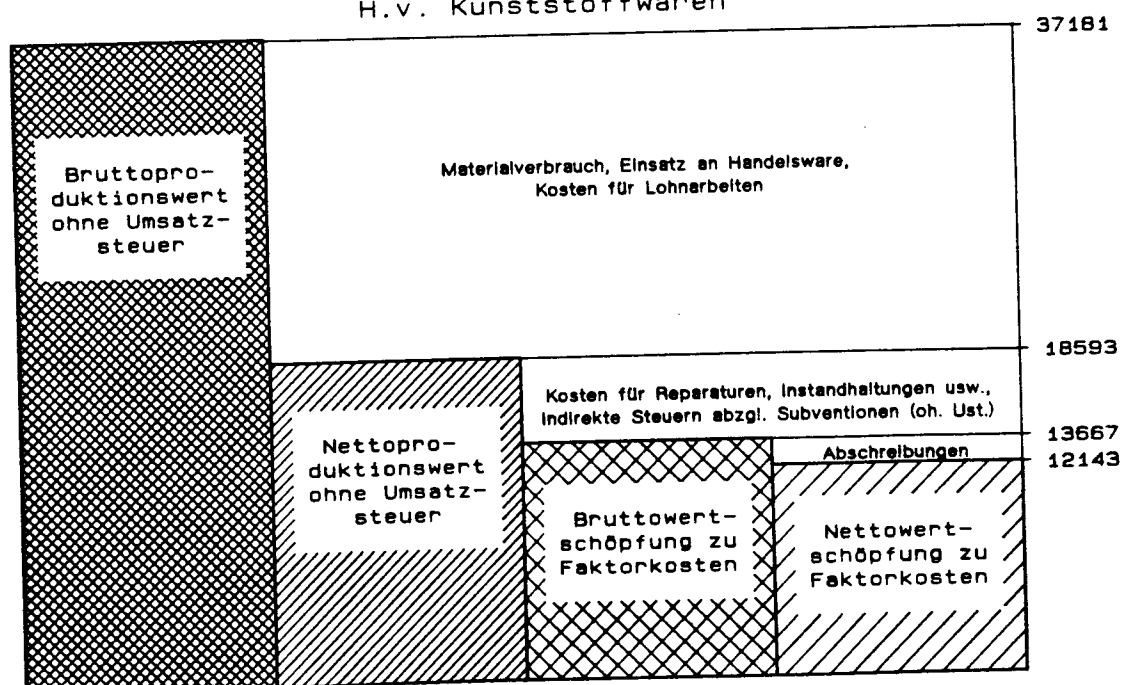 H.v. Kunststoffwaren
37181
Bruttopro-
duktionswert
ohne Umsatz-
steuer
Materialverbrauch, Einsatz an Handelsware,
Kosten für Lohnarbeiten
18593
Kosten für Reparaturen, Instandhaltungen usw.,
indirekte Steuern abzgl. Subventionen (oh. Ust.)
13667
Abschreibungen
12143
Nettopro-
duktionswert
ohne Umsatz-
steuer
Bruttowert-
schöpfung zu
Faktorkosten
Nettowert-
schöpfung zu
Faktorkosten